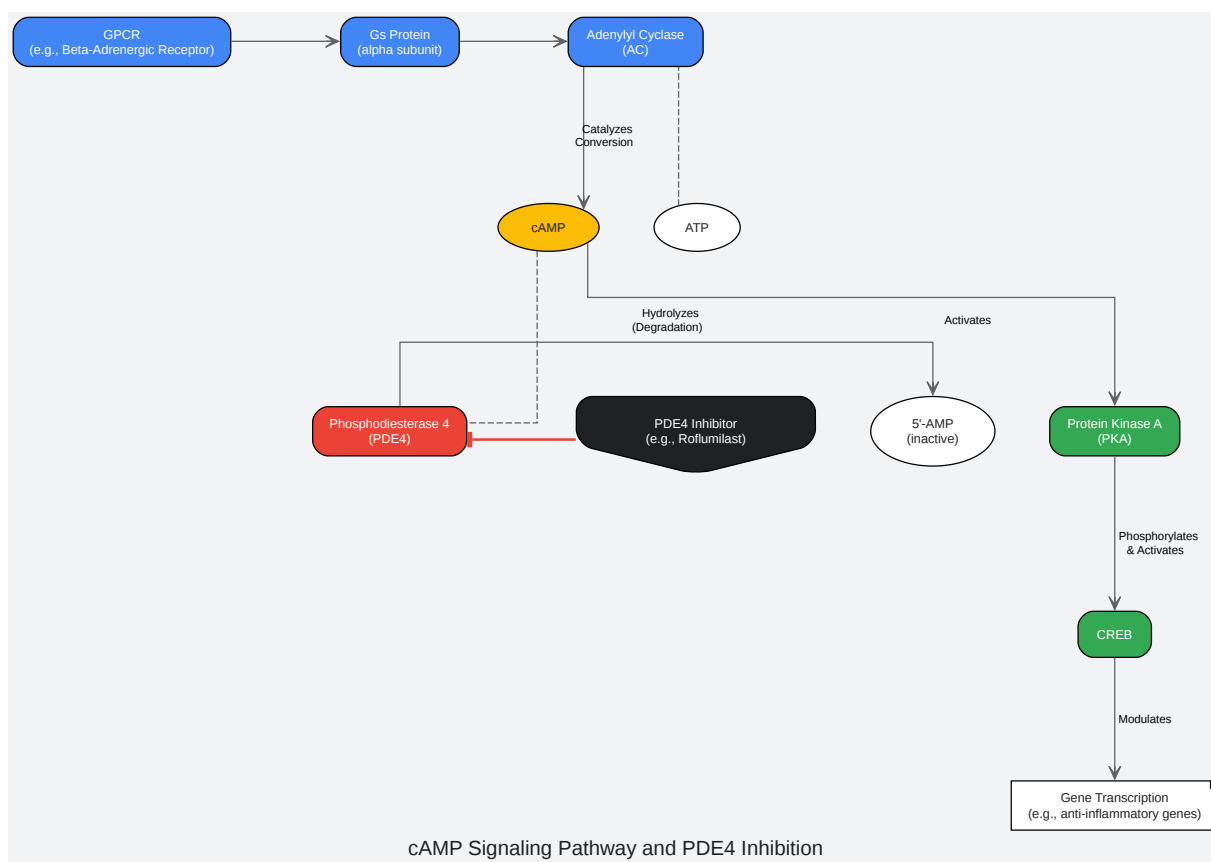 GPCR
(e.g., Beta-Adrenergic Receptor)
Gs Protein
(alpha subunit)
Adenylyl Cyclase
(AC)
Catalyzes
Conversion
cAMP
ATP
Hydrolyzes
(Degradation)
Activates
Phosphodiesterase 4
(PDE4)
PDE4 Inhibitor
(e.g., Roflumilast)
5'-AMP
(inactive)
Protein Kinase A
(PKA)
Phosphorylates
& Activates
CREB
Modulates
Gene Transcription
(e.g., anti-inflammatory genes)
cAMP Signaling Pathway and PDE4 Inhibition